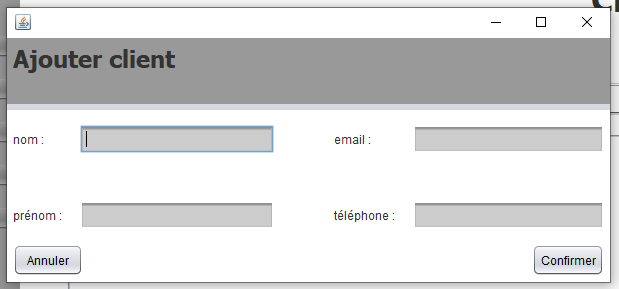 Ajouter client
nom :
email :
prénom :
téléphone :
Annuler
Confirmer